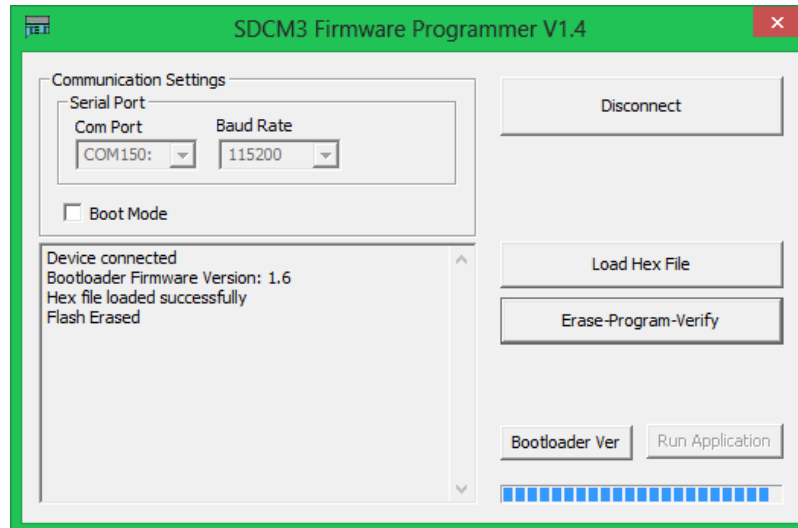 SDCM3 Firmware Programmer V1.4
Communication Settings
Serial Port
Com Port
Baud Rate
COM150:
115200
Boot Mode
Disconnect
Device connected
Bootloader Firmware Version: 1.6
Hex file loaded successfully
Flash Erased
Load Hex File
Erase-Program-Verify
Bootloader Ver
Run Application